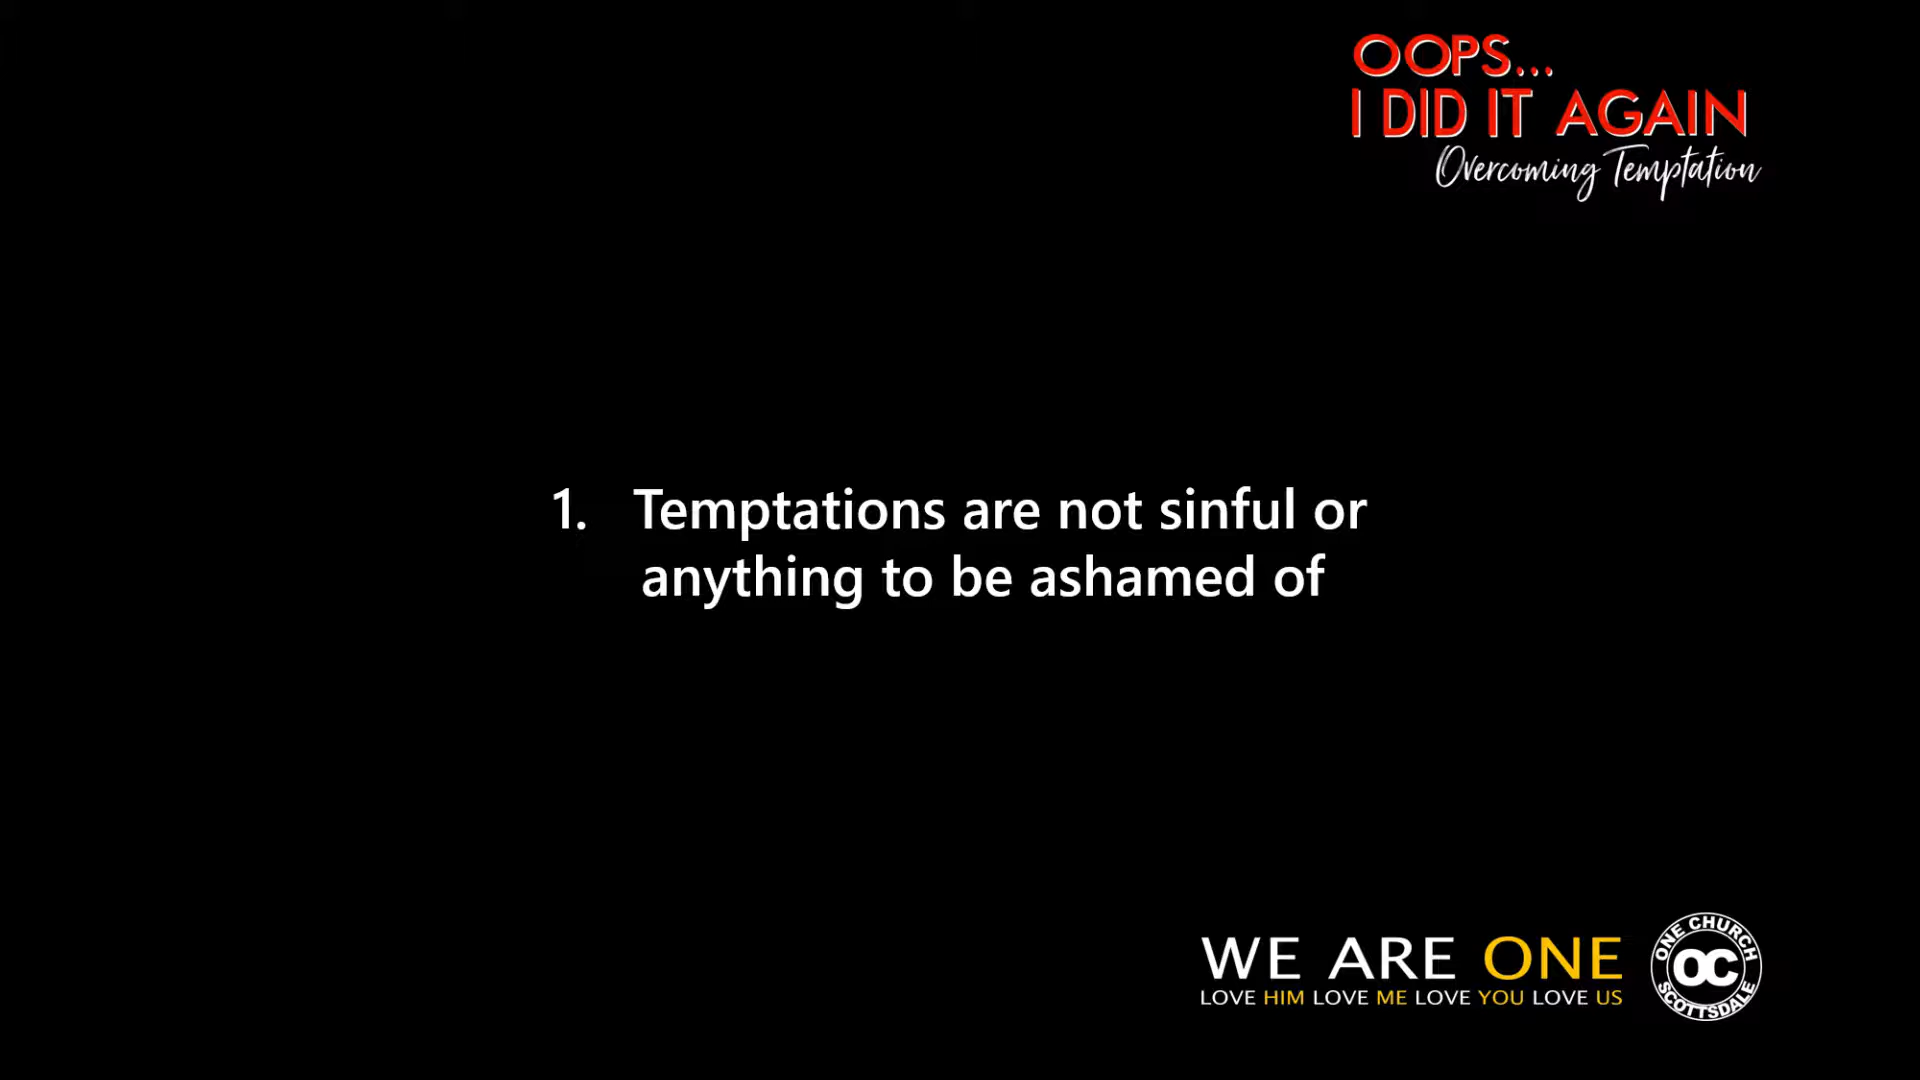 OOPS...
I DID IT AGAIN
Overcoming Temptation
1. Temptations are not sinful or
anything to be ashamed of
WE ARE ONE
LOVE HIM LOVE ME LOVE YOU LOVE US
ONE CHURCH
OC
SCOTTSDALE